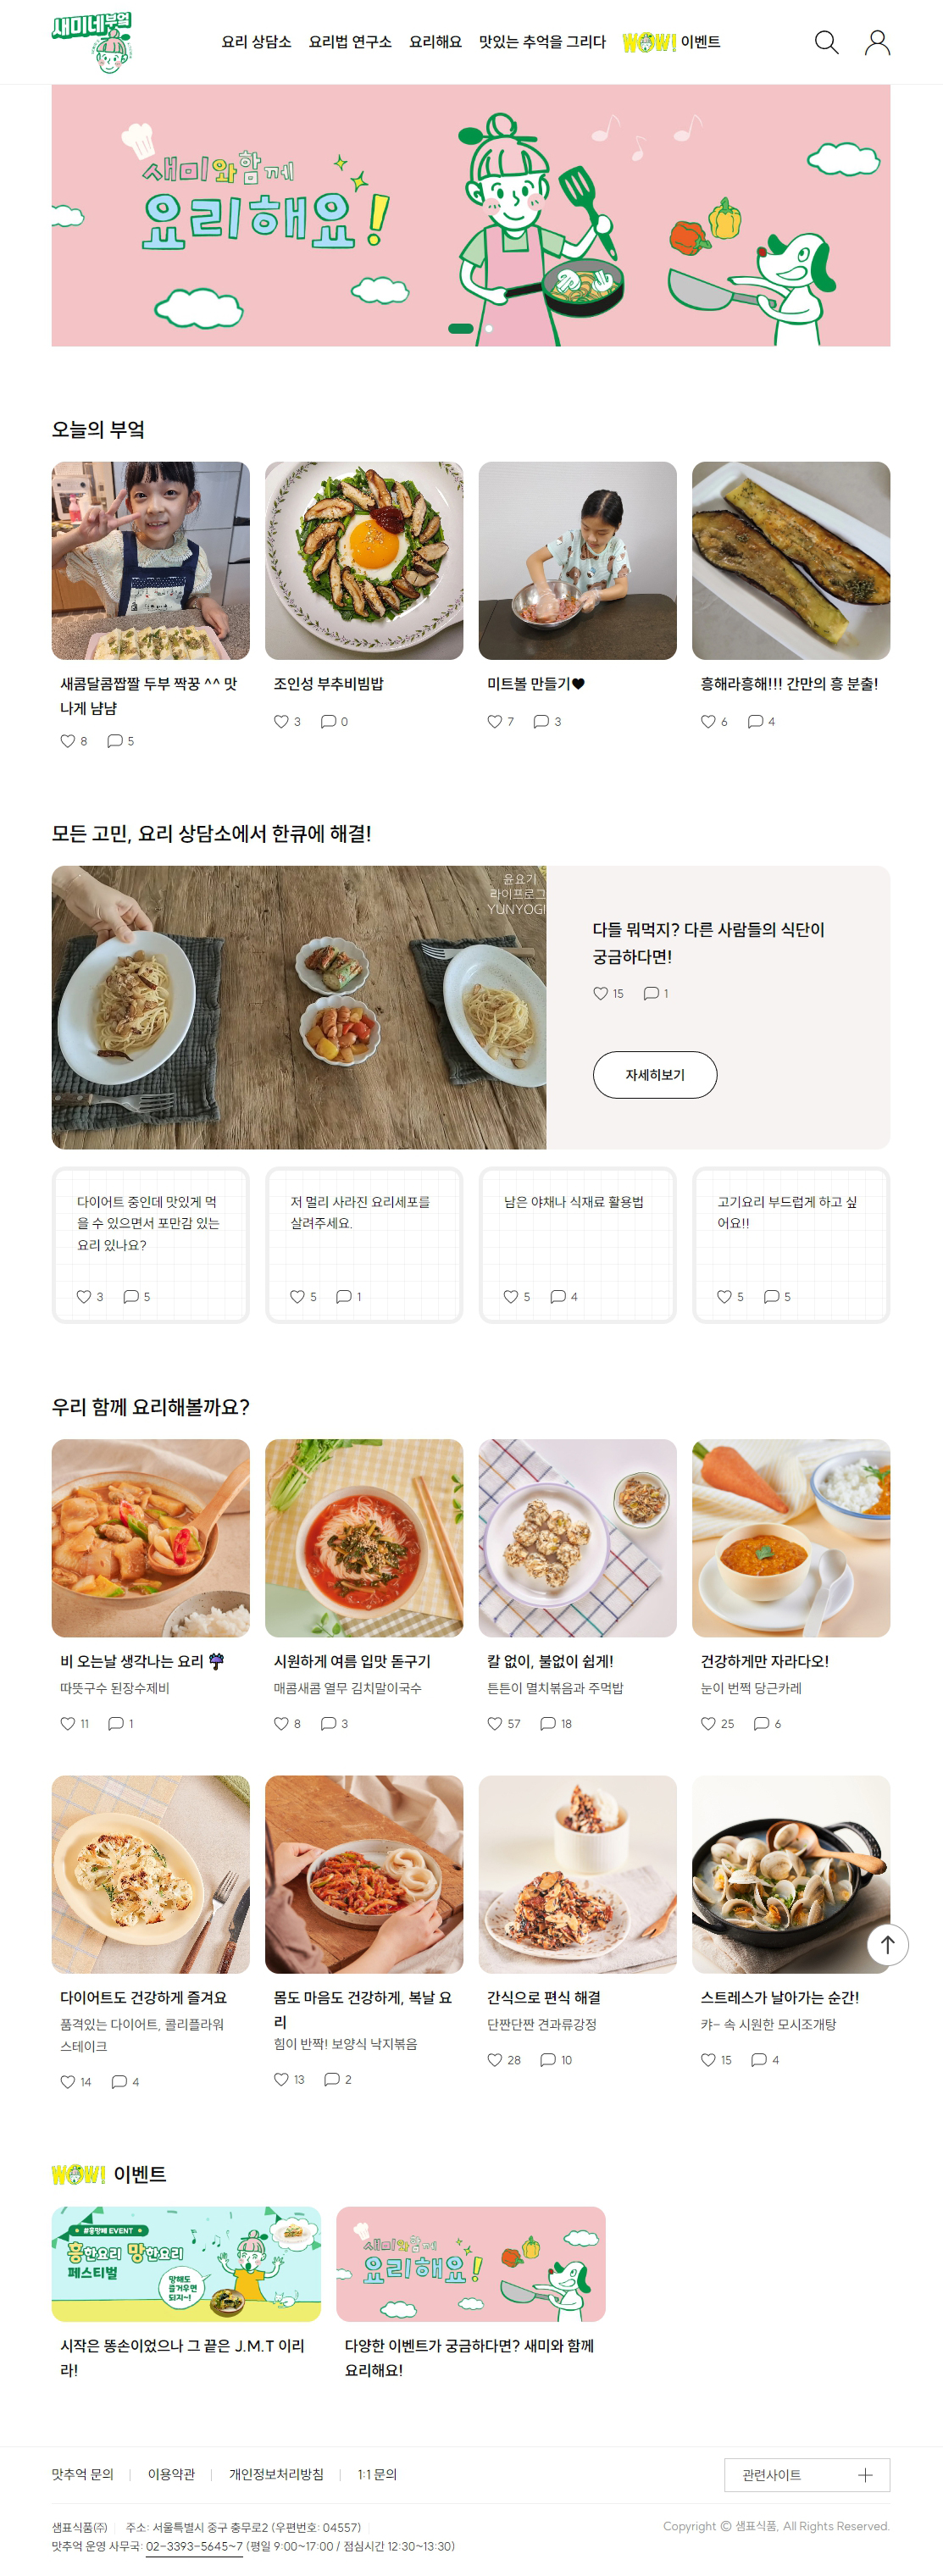 새미네부엌
요리 상담소 요리법 연구소 요리해요 맛있는 추억을 그리다 WOW! 이벤트
새미와함께
요리해요!
오늘의 부엌
새콤달콤짭짤 두부 짝꿍 ^^ 맛
나게 냠냠
8 5
조인성 부추비빔밥
3 0
미트볼 만들기🖤
7 3
흥해라흥해!!! 간만의 흥 분출!
6 4
모든 고민, 요리 상담소에서 한큐에 해결!
윤요기
라이프로그
YUNYOGI
다들 뭐먹지? 다른 사람들의 식단이
궁금하다면!
15 1
자세히보기
다이어트 중인데 맛있게 먹
을 수 있으면서 포만감 있는
요리 있나요?
3 5
저 멀리 사라진 요리세포를
살려주세요.
5 1
남은 야채나 식재료 활용법
5 4
고기요리 부드럽게 하고 싶
어요!!
5 5
우리 함께 요리해볼까요?
비 오는날 생각나는 요리 ☔
따뜻구수 된장수제비
11 1
시원하게 여름 입맛 돋구기
매콤새콤 열무 김치말이국수
8 3
칼 없이, 불없이 쉽게!
튼튼이 멸치볶음과 주먹밥
57 18
건강하게만 자라다오!
눈이 번쩍 당근카레
25 6
다이어트도 건강하게 즐겨요
품격있는 다이어트, 콜리플라워
스테이크
14 4
몸도 마음도 건강하게, 복날 요
리
힘이 반짝! 보양식 낙지볶음
13 2
간식으로 편식 해결
단짠단짠 견과류강정
28 10
스트레스가 날아가는 순간!
캬~ 속 시원한 모시조개탕
15 4
WOW! 이벤트
#흥망페 EVENT
흥한요리 망한요리
페스티벌
망해도
즐거우면
되지~!
시작은 똥손이었으나 그 끝은 J.M.T 이리
라!
새미와함께
요리해요!
다양한 이벤트가 궁금하다면? 새미와 함께
요리해요!
맛추억 문의 이용약관 개인정보처리방침 1:1 문의
관련사이트
샘표식품㈜ 주소: 서울특별시 중구 충무로2 (우편번호: 04557)
맛추억 운영 사무국: 02-3393-5645~7 (평일 9:00~17:00 / 점심시간 12:30~13:30)
Copyright ⓒ 샘표식품, All Rights Reserved.